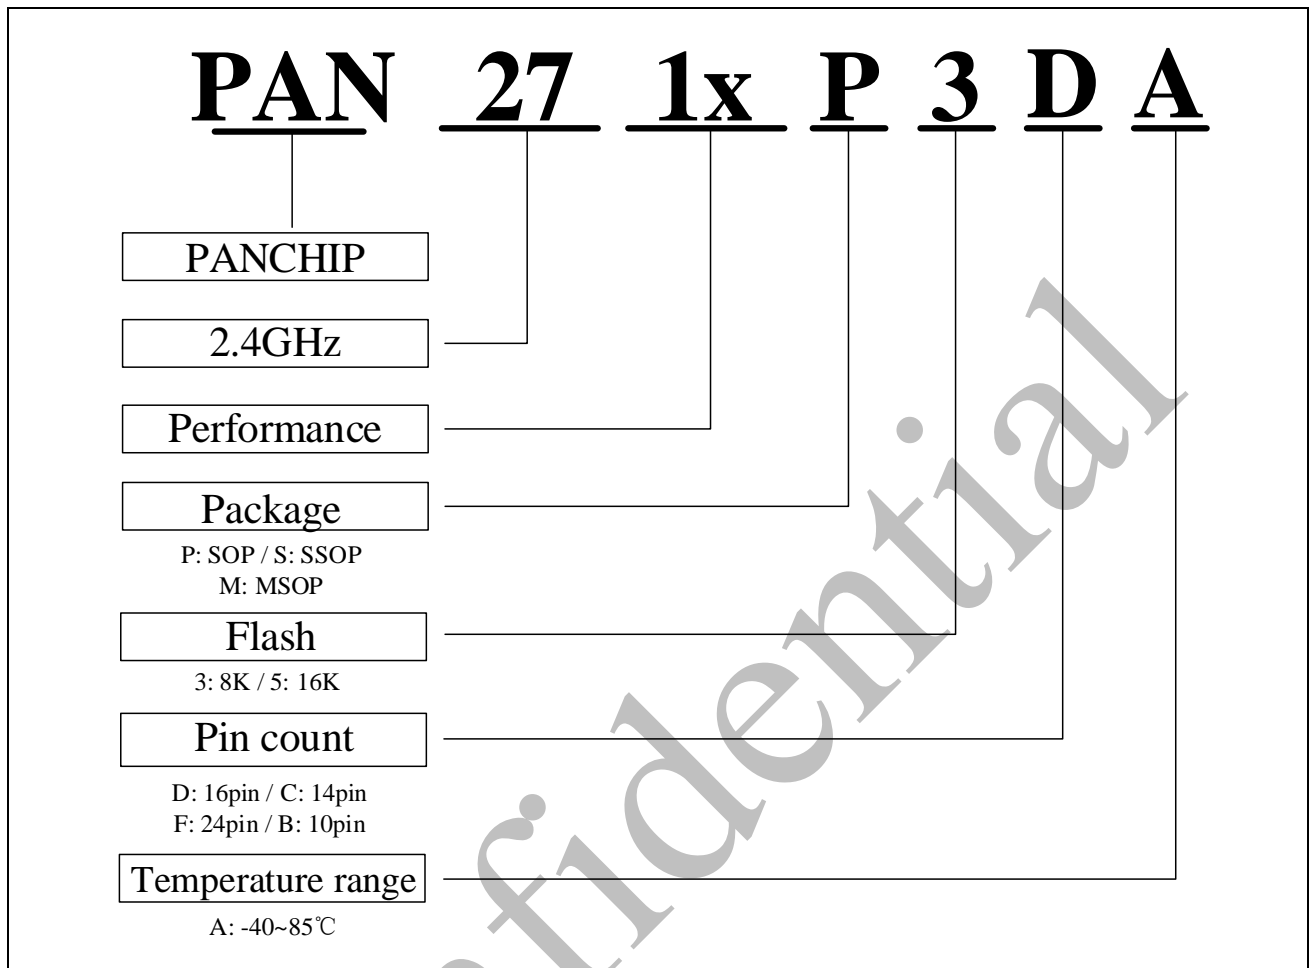 PAN 27 1x P 3 D A
PANCHIP
2.4GHz
Performance
Package
P: SOP / S: SSOP
M: MSOP
Flash
3: 8K / 5: 16K
Pin count
D: 16pin / C: 14pin
F: 24pin / B: 10pin
Temperature range
A: -40~85℃
nfidential